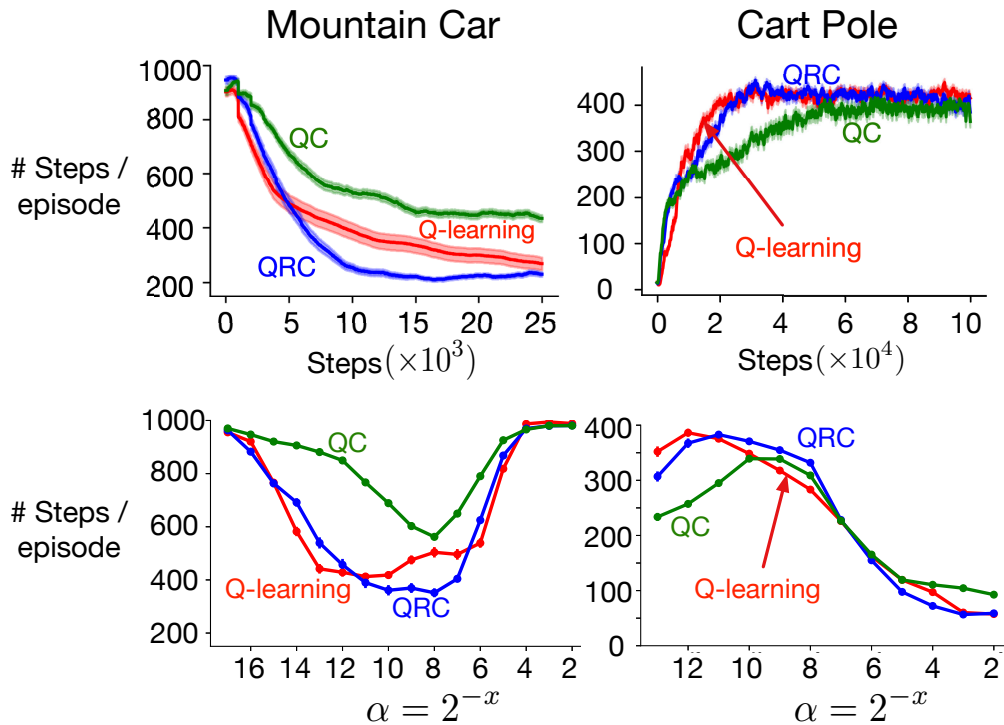 Mountain Car
Cart Pole
# Steps /
episode
1000
800
600
400
200
QC
Q-learning
QRC
0
5
10
15
20
25
Steps(×10³)
400
300
200
100
0
QRC
QC
Q-learning
0
2
4
6
8
10
Steps(×10⁴)
# Steps /
episode
1000
800
600
400
200
QC
Q-learning
QRC
16
14
12
10
8
6
4
2
α = 2⁻ˣ
400
300
200
100
0
QRC
QC
Q-learning
12
10
8
6
4
2
α = 2⁻ˣ